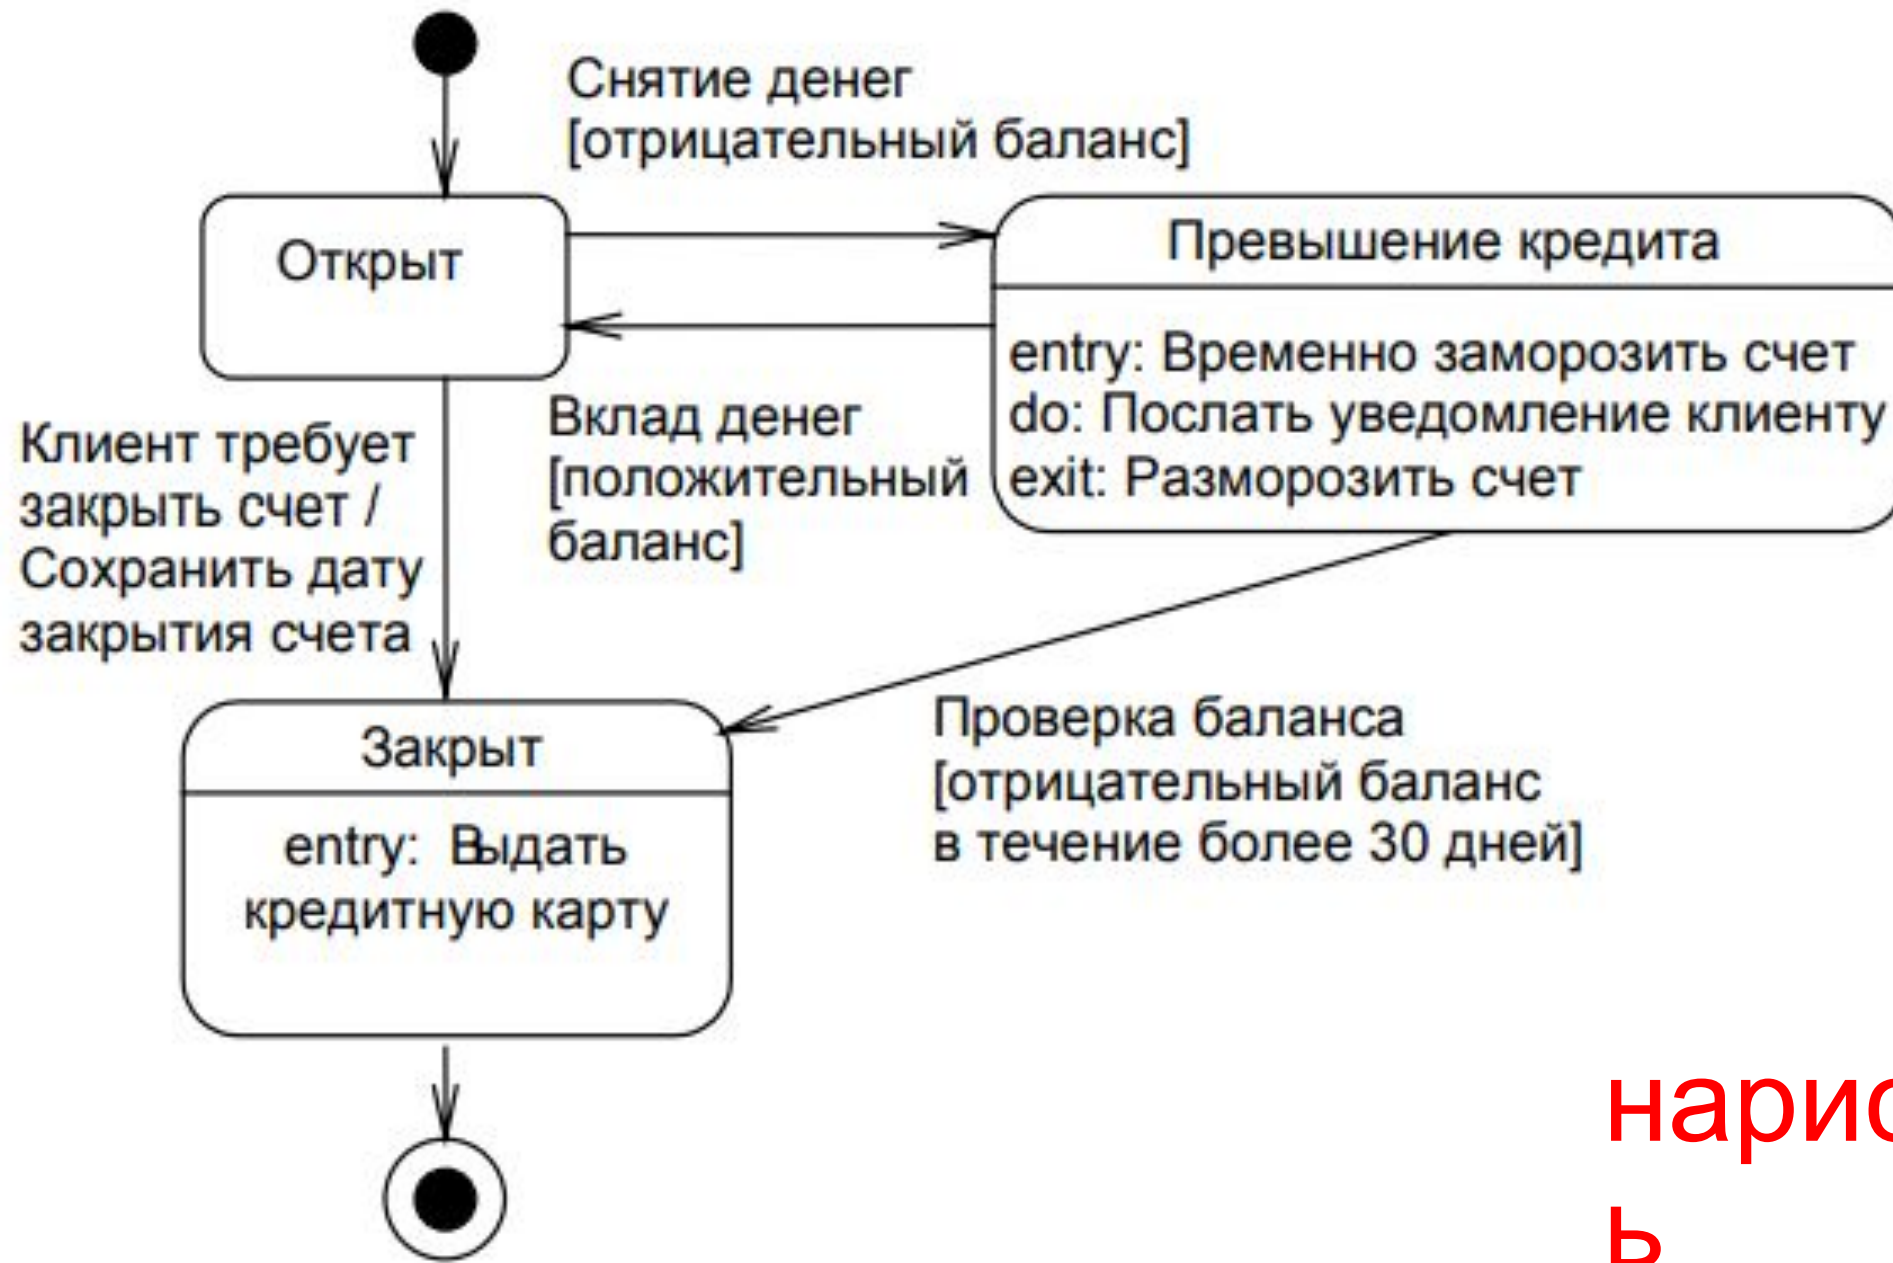 Снятие денег
[отрицательный баланс]
Открыт
Превышение кредита
entry: Временно заморозить счет
do: Послать уведомление клиенту
exit: Разморозить счет
Вклад денег
[положительный
баланс]
Клиент требует
закрыть счет /
Сохранить дату
закрытия счета
Закрыт
entry: Выдать
кредитную карту
Проверка баланса
[отрицательный баланс
в течение более 30 дней]